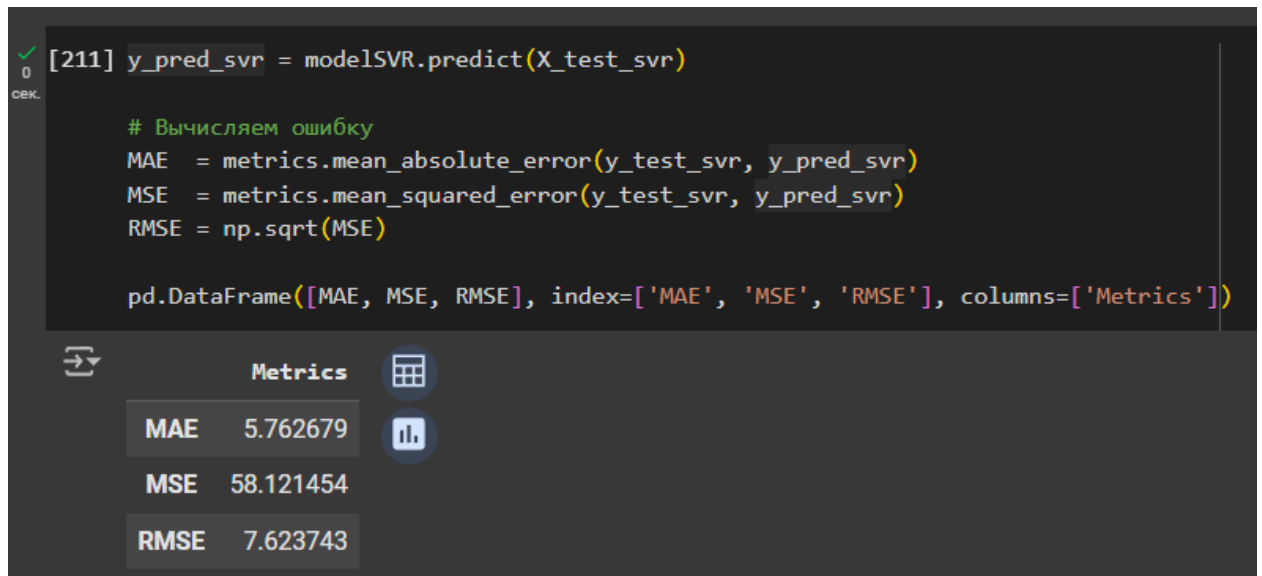 [211] y_pred_svr = modelSVR.predict(X_test_svr)
0
сек.
# Вычисляем ошибку
MAE  = metrics.mean_absolute_error(y_test_svr, y_pred_svr)
MSE  = metrics.mean_squared_error(y_test_svr, y_pred_svr)
RMSE = np.sqrt(MSE)
pd.DataFrame([MAE, MSE, RMSE], index=['MAE', 'MSE', 'RMSE'], columns=['Metrics'])
Metrics
MAE 5.762679
MSE 58.121454
RMSE 7.623743